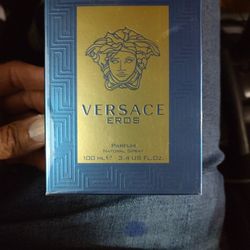 VERSACE
EROS
PARFUM
NATURAL SPRAY
100 ML ℮ 3.4 US FL.OZ.